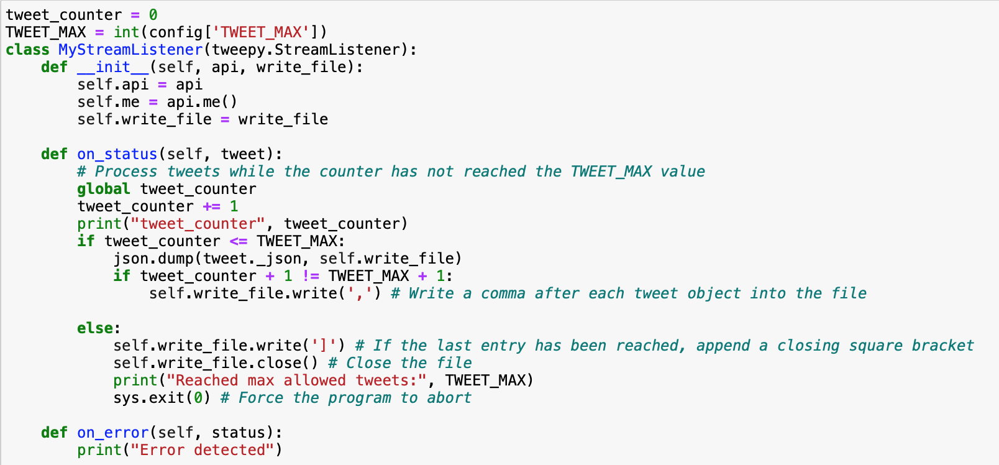 tweet_counter = 0
TWEET_MAX = int(config['TWEET_MAX'])
class MyStreamListener(tweepy.StreamListener):
    def __init__(self, api, write_file):
        self.api = api
        self.me = api.me()
        self.write_file = write_file

    def on_status(self, tweet):
        # Process tweets while the counter has not reached the TWEET_MAX value
        global tweet_counter
        tweet_counter += 1
        print("tweet_counter", tweet_counter)
        if tweet_counter <= TWEET_MAX:
            json.dump(tweet._json, self.write_file)
            if tweet_counter + 1 != TWEET_MAX + 1:
                self.write_file.write(',') # Write a comma after each tweet object into the file

        else:
            self.write_file.write(']') # If the last entry has been reached, append a closing square bracket
            self.write_file.close() # Close the file
            print("Reached max allowed tweets:", TWEET_MAX)
            sys.exit(0) # Force the program to abort

    def on_error(self, status):
        print("Error detected")